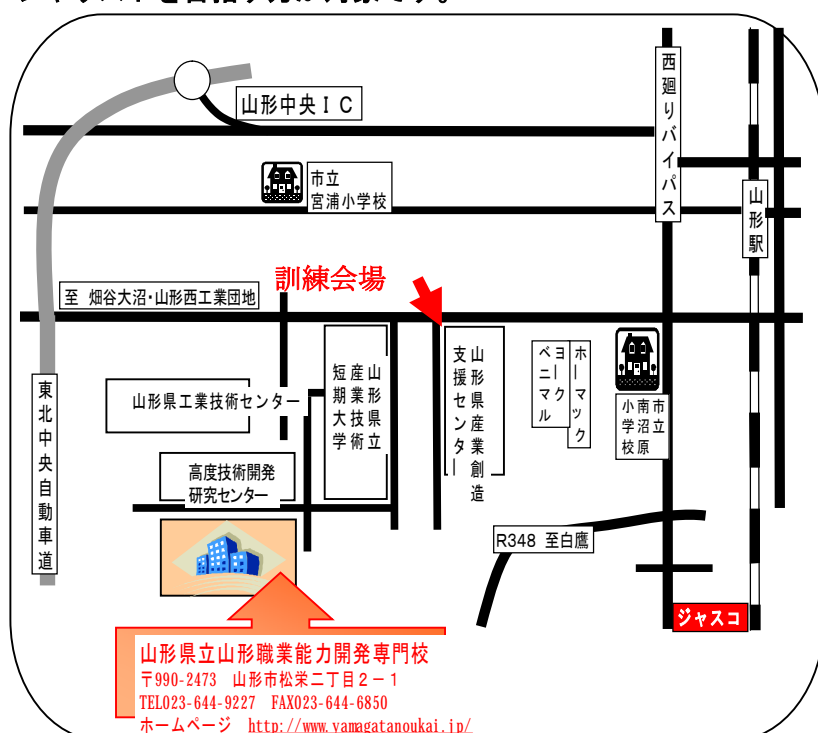 山形中央ＩＣ
西廻りバイパス
市立
宮浦小学校
山形駅
訓練会場
至 畑谷大沼・山形西工業団地
東北中央自動車道
山形県工業技術センター
山形県立
産業技術
短期大学
山形県産業創造
支援センター
ヨーク
ベニマル
ホーマック
市立
南沼原
小学校
高度技術開発
研究センター
R348 至白鷹
ジャスコ
山形県立山形職業能力開発専門校
〒990-2473　山形市松栄二丁目２－１
TEL023-644-9227　FAX023-644-6850
ホームページ　http://www.yamagatanoukai.jp/